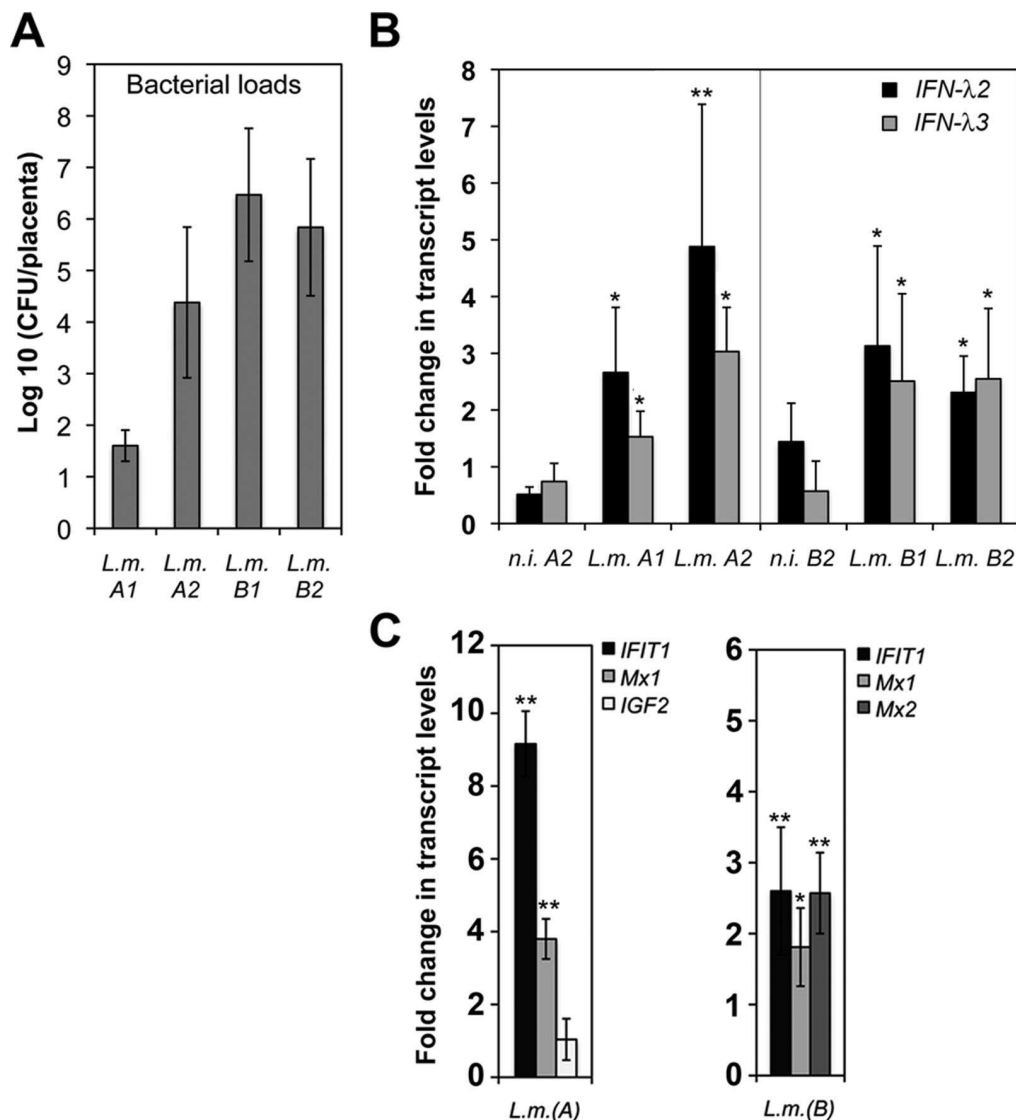 A
Bacterial loads
Log 10 (CFU/placenta)
9
8
7
6
5
4
3
2
1
0
L.m. A1
L.m. A2
L.m. B1
L.m. B2
B
Fold change in transcript levels
8
7
6
5
4
3
2
1
0
IFN-λ2
IFN-λ3
*
*
**
*
*
*
*
*
n.i. A2
L.m. A1
L.m. A2
n.i. B2
L.m. B1
L.m. B2
C
Fold change in transcript levels
12
10
8
6
4
2
0
IFIT1
Mx1
IGF2
**
**
L.m.(A)
6
5
4
3
2
1
0
IFIT1
Mx1
Mx2
**
*
**
L.m.(B)